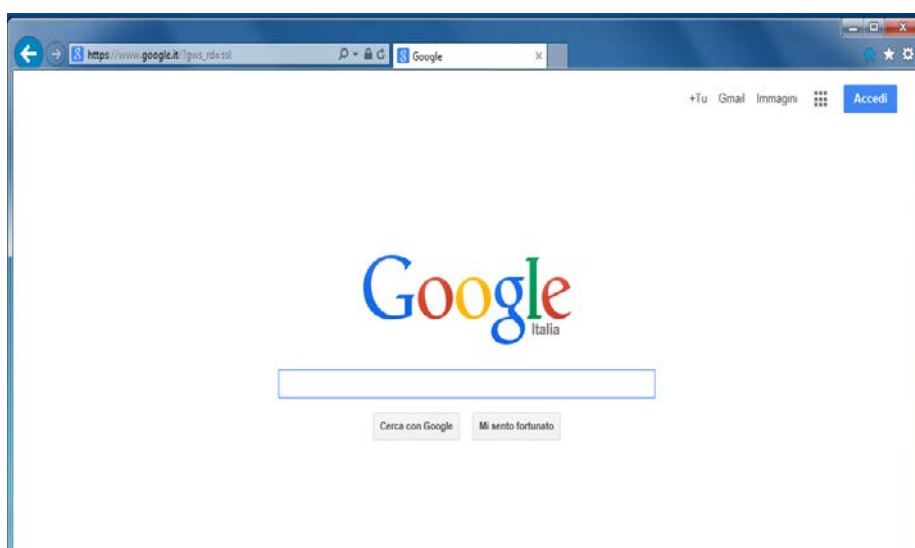 https://www.google.it/?gws_rd=ssl
Google
+Tu Gmail Immagini Accedi
Google
Italia
Cerca con Google Mi sento fortunato